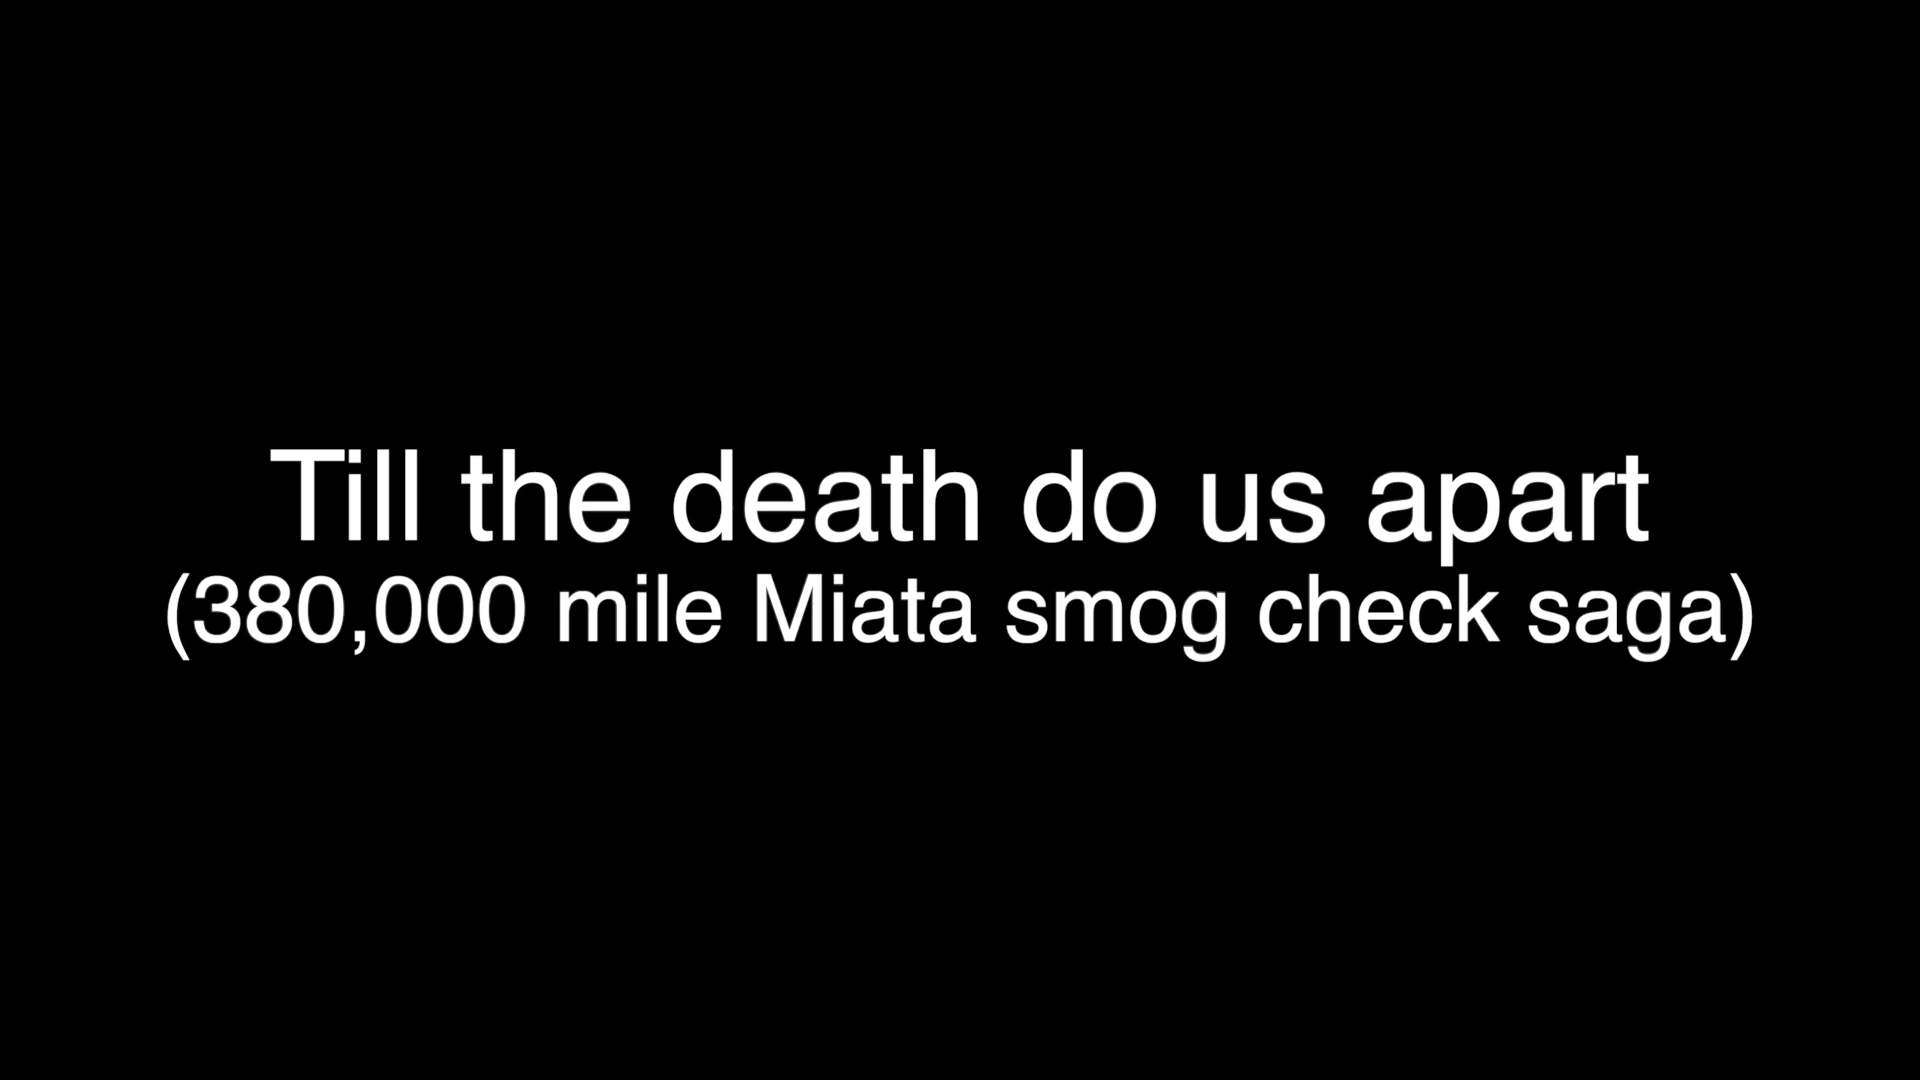 Till the death do us apart
(380,000 mile Miata smog check saga)